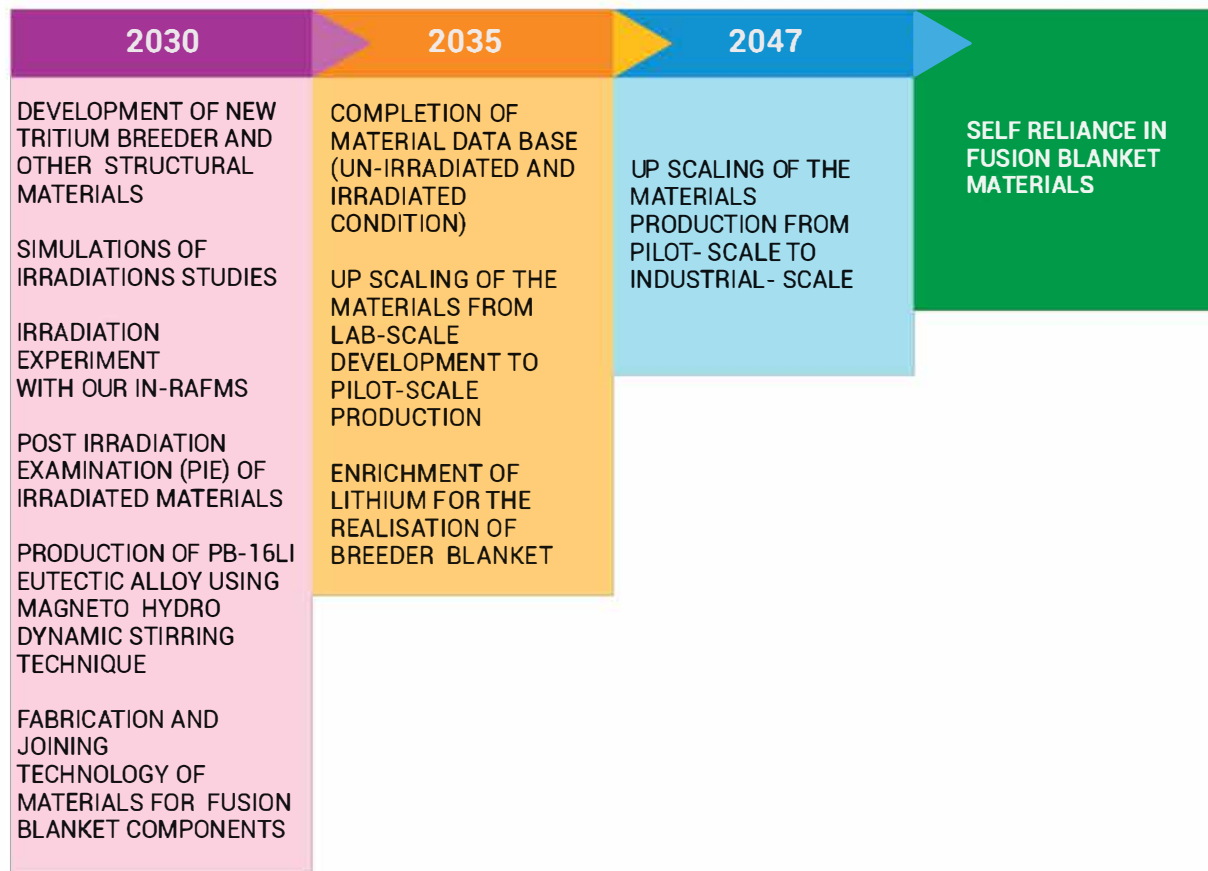 2030
DEVELOPMENT OF NEW
TRITIUM BREEDER AND
OTHER STRUCTURAL
MATERIALS
SIMULATIONS OF
IRRADIATIONS STUDIES
IRRADIATION
EXPERIMENT
WITH OUR IN-RAFMS
POST IRRADIATION
EXAMINATION (PIE) OF
IRRADIATED MATERIALS
PRODUCTION OF PB-16LI
EUTECTIC ALLOY USING
MAGNETO HYDRO
DYNAMIC STIRRING
TECHNIQUE
FABRICATION AND
JOINING
TECHNOLOGY OF
MATERIALS FOR FUSION
BLANKET COMPONENTS
2035
COMPLETION OF
MATERIAL DATA BASE
(UN-IRRADIATED AND
IRRADIATED
CONDITION)
UP SCALING OF THE
MATERIALS FROM
LAB-SCALE
DEVELOPMENT TO
PILOT-SCALE
PRODUCTION
ENRICHMENT OF
LITHIUM FOR THE
REALISATION OF
BREEDER BLANKET
2047
UP SCALING OF THE
MATERIALS
PRODUCTION FROM
PILOT- SCALE TO
INDUSTRIAL- SCALE
SELF RELIANCE IN
FUSION BLANKET
MATERIALS